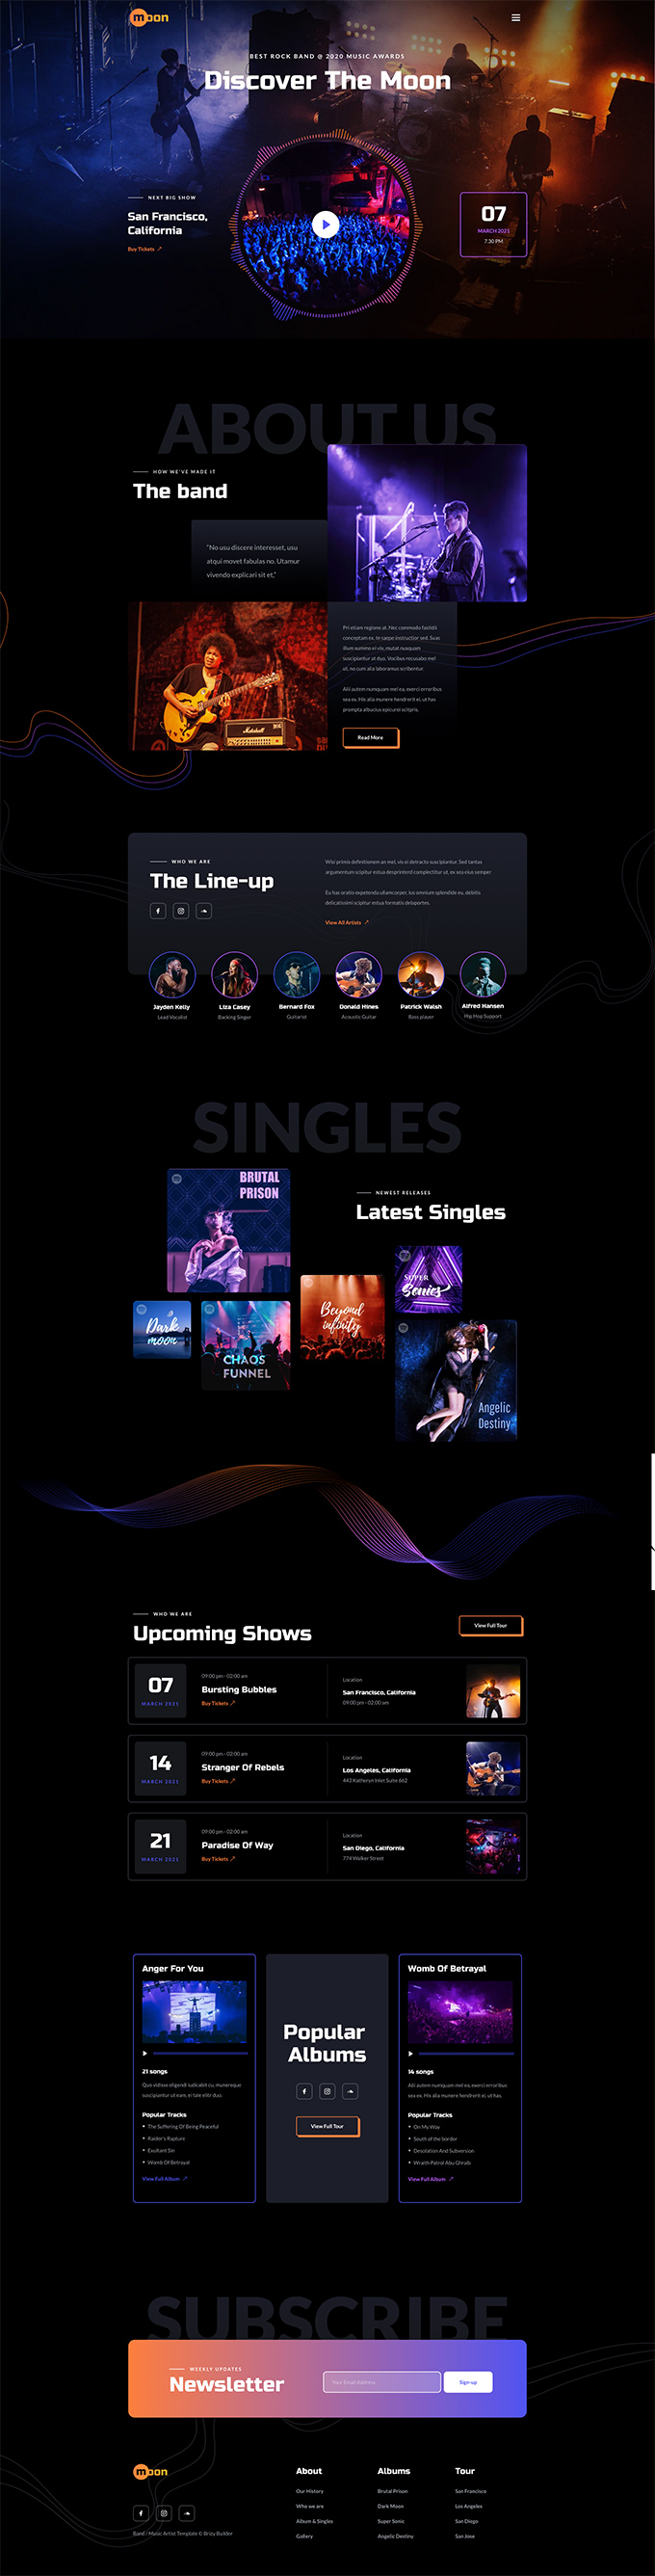 moon
BEST ROCK BAND @ 2020 MUSIC AWARDS
Discover The Moon
NEXT BIG SHOW
San Francisco,
California
Buy Tickets
07
MARCH 2021
7:30 PM
ABOUT US
HOW WE'VE MADE IT
The band
"No usu discere interesset, usu
atqui movet fabulas no. Utamur
vivendo explicari sit et."
Pri etiam regione at. Nec commodo fastidii
conceptam ex, te saepe instructior sed. Suas
illum summo ei vix, mutat nusquam
suscipiantur at duo. Vocibus recusabo mel
ut, no cum alia laboramus scribentur.
Alii autem numquam mel ea, exerci erroribus
sea ex. His alia munere hendrerit ei, ut has
prompta albucius epicurei scripta.
Read More
Marshall
WHO WE ARE
The Line-up
Wisi primis definitionem an mel, vis ei detracto suscipiantur. Sed tantas
argumentum scripitur estua desprinterd complectitur ut, ex sea eius semper
Eu has oratio expetenda ullamcorper, ius omnium splendide eu, debitis
delicatissimi scripitur estua formatis deloportes.
View All Artists
Jayden Kelly
Lead Vocalist
Liza Casey
Backing Singer
Bernard Fox
Guitarist
Donald Hines
Acoustic Guitar
Patrick Walsh
Bass player
Alfred Hansen
Hip Hop Support
SINGLES
BRUTAL
PRISON
NEWEST RELEASES
Latest Singles
SUPER
Sonics
Dark
moon
CHAOS
FUNNEL
Beyond
infinity
Angelic
Destiny
WHO WE ARE
Upcoming Shows
View Full Tour
07
MARCH 2021
09:00 pm - 02:00 am
Bursting Bubbles
Buy Tickets
Location
San Francisco, California
09:00 pm - 02:00 am
14
MARCH 2021
09:00 pm - 02:00 am
Stranger Of Rebels
Buy Tickets
Location
Los Angeles, California
443 Katheryn Inlet Suite 662
21
MARCH 2021
09:00 pm - 02:00 am
Paradise Of Way
Buy Tickets
Location
San Diego, California
774 Walker Street
Anger For You
21 songs
Quo vidisse eligendi iudicabit cu, munereque
suscipiantur ut eam, ei tale elitr duo.
Popular Tracks
The Suffering Of Being Peaceful
Raider's Rapture
Exultant Sin
Womb Of Betrayal
View Full Album
Popular
Albums
View Full Tour
Womb Of Betrayal
14 songs
Alii autem numquam mel ea, exerci erroribus
sea ex. His alia munere hendrerit ei, ut has.
Popular Tracks
On My Way
South of the border
Desolation And Subversion
Wraith Patrol Abu Ghraib
View Full Album
SUBSCRIBE
WEEKLY UPDATES
Newsletter
Your Email Address
Sign-up
moon
Band / Music Artist Template © Brizy Builder
About
Our History
Who we are
Album & Singles
Gallery
Albums
Brutal Prison
Dark Moon
Super Sonic
Angelic Destiny
Tour
San Francisco
Los Angeles
San Diego
San Jose